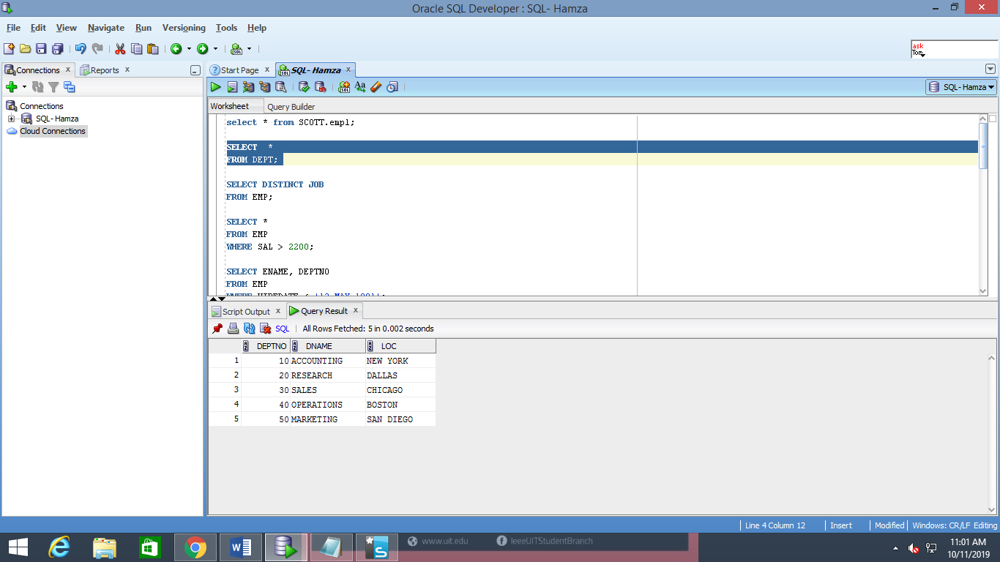 Oracle SQL Developer : SQL- Hamza
File Edit View Navigate Run Versioning Tools Help
ask
Tom
Connections x Reports x
Start Page x SQL- Hamza x
SQL- Hamza
Connections
SQL- Hamza
Cloud Connections
Worksheet Query Builder
select * from SCOTT.empl;
SELECT *
FROM DEPT;
SELECT DISTINCT JOB
FROM EMP;
SELECT *
FROM EMP
WHERE SAL > 2200;
SELECT ENAME, DEPTNO
FROM EMP
Script Output x Query Result x
SQL | All Rows Fetched: 5 in 0.002 seconds
DEPTNO DNAME LOC
1 10 ACCOUNTING NEW YORK
2 20 RESEARCH DALLAS
3 30 SALES CHICAGO
4 40 OPERATIONS BOSTON
5 50 MARKETING SAN DIEGO
Line 4 Column 12 | Insert | Modified | Windows: CR/LF Editing
www.uit.edu IeeeUITStudentBranch
11:01 AM
10/11/2019